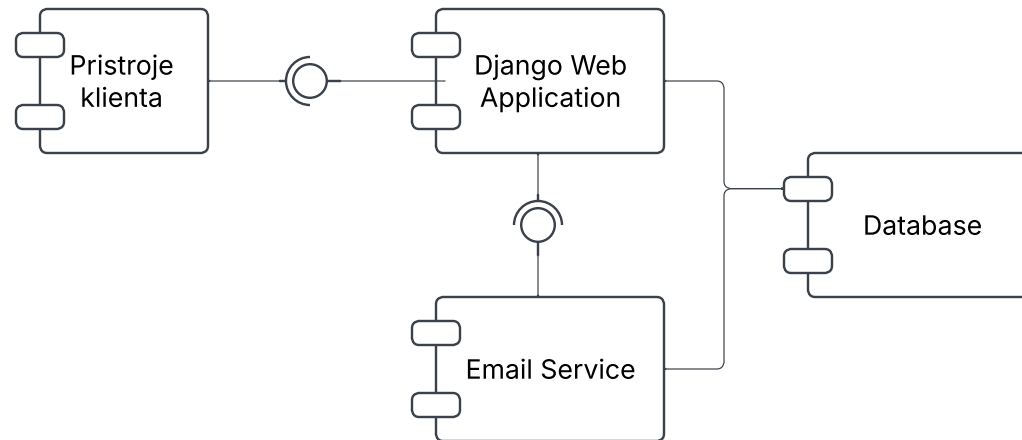 Pristroje
klienta
Django Web
Application
Database
Email Service